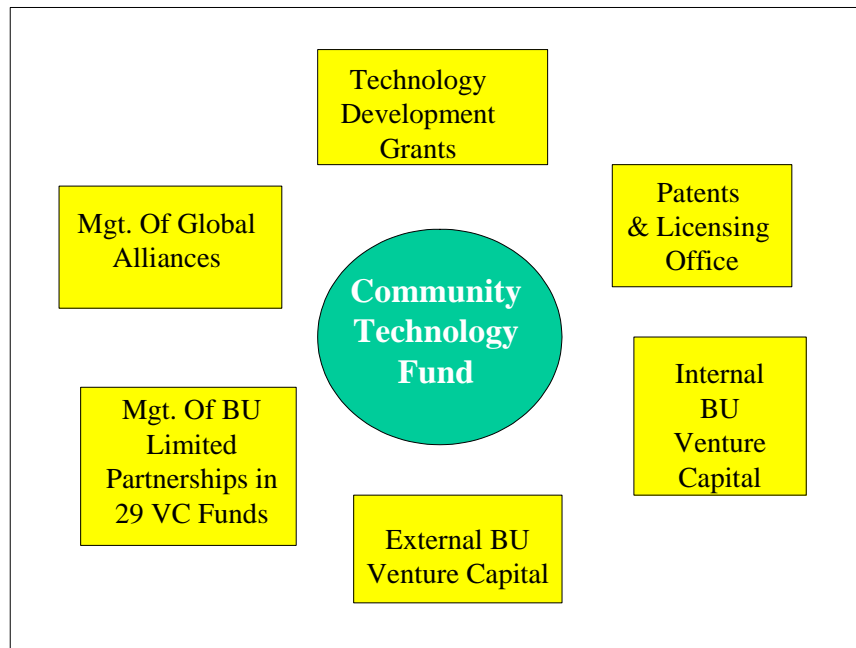 Technology
Development
Grants
Mgt. Of Global
Alliances
Patents
& Licensing
Office
Community
Technology
Fund
Internal
BU
Venture
Capital
Mgt. Of BU
Limited
Partnerships in
29 VC Funds
External BU
Venture Capital